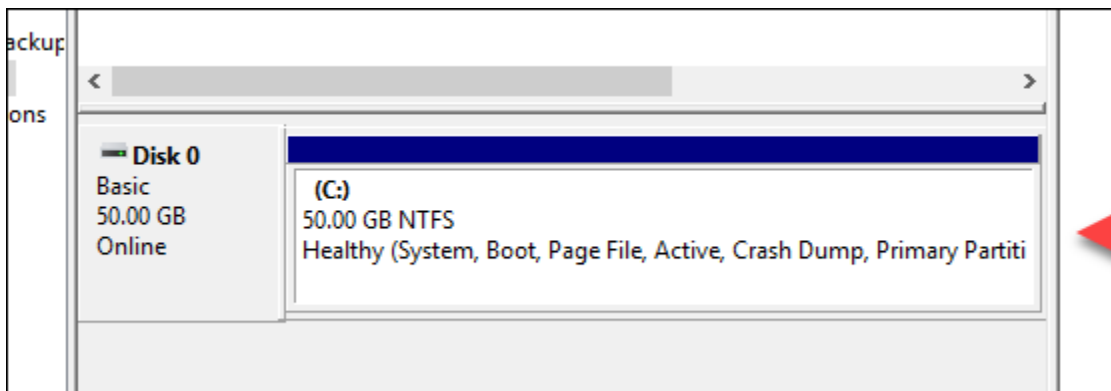 ackup
ons
Disk 0
Basic
50.00 GB
Online
(C:)
50.00 GB NTFS
Healthy (System, Boot, Page File, Active, Crash Dump, Primary Partiti